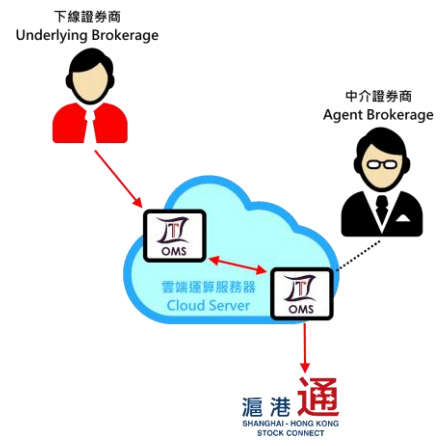 下線證券商
Underlying Brokerage
中介證券商
Agent Brokerage
OMS
OMS
雲端運算服務器
Cloud Server
滬港通
SHANGHAI - HONG KONG
STOCK CONNECT